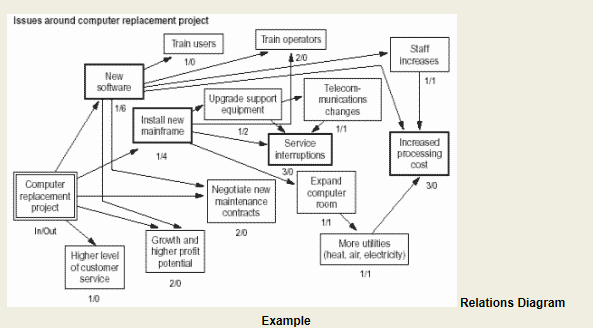 Issues around computer replacement project
Train users
1/0
Train operators
2/0
Staff
increases
1/1
New
software
1/6
Upgrade support
equipment
1/2
Telecom-
munications
changes
1/1
Install new
mainframe
1/4
Service
interruptions
3/0
Increased
processing
cost
3/0
Computer
replacement
project
In/Out
Negotiate new
maintenance
contracts
2/0
Expand
computer
room
1/1
Higher level
of customer
service
1/0
Growth and
higher profit
potential
2/0
More utilities
(heat, air, electricity)
1/1
Relations Diagram
Example